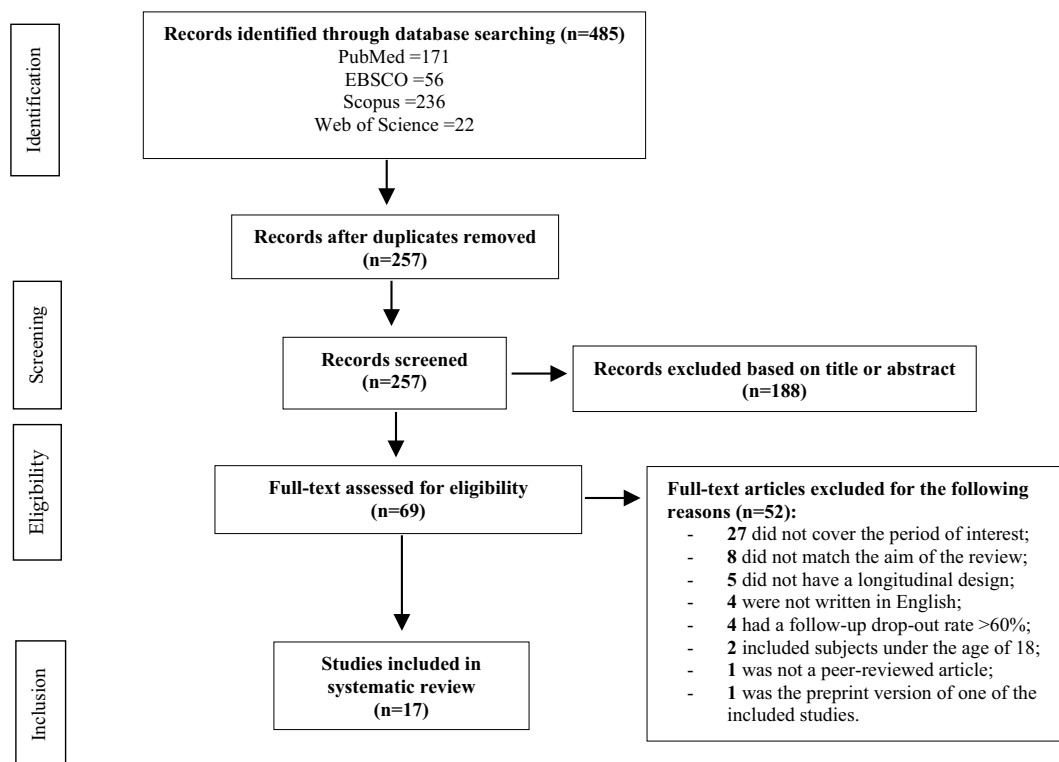 Identification
Records identified through database searching (n=485)
PubMed =171
EBSCO =56
Scopus =236
Web of Science =22
Records after duplicates removed
(n=257)
Screening
Records screened
(n=257)
Records excluded based on title or abstract
(n=188)
Eligibility
Full-text assessed for eligibility
(n=69)
Full-text articles excluded for the following
reasons (n=52):
- 27 did not cover the period of interest;
- 8 did not match the aim of the review;
- 5 did not have a longitudinal design;
- 4 were not written in English;
- 4 had a follow-up drop-out rate >60%;
- 2 included subjects under the age of 18;
- 1 was not a peer-reviewed article;
- 1 was the preprint version of one of the
included studies.
Inclusion
Studies included in
systematic review
(n=17)